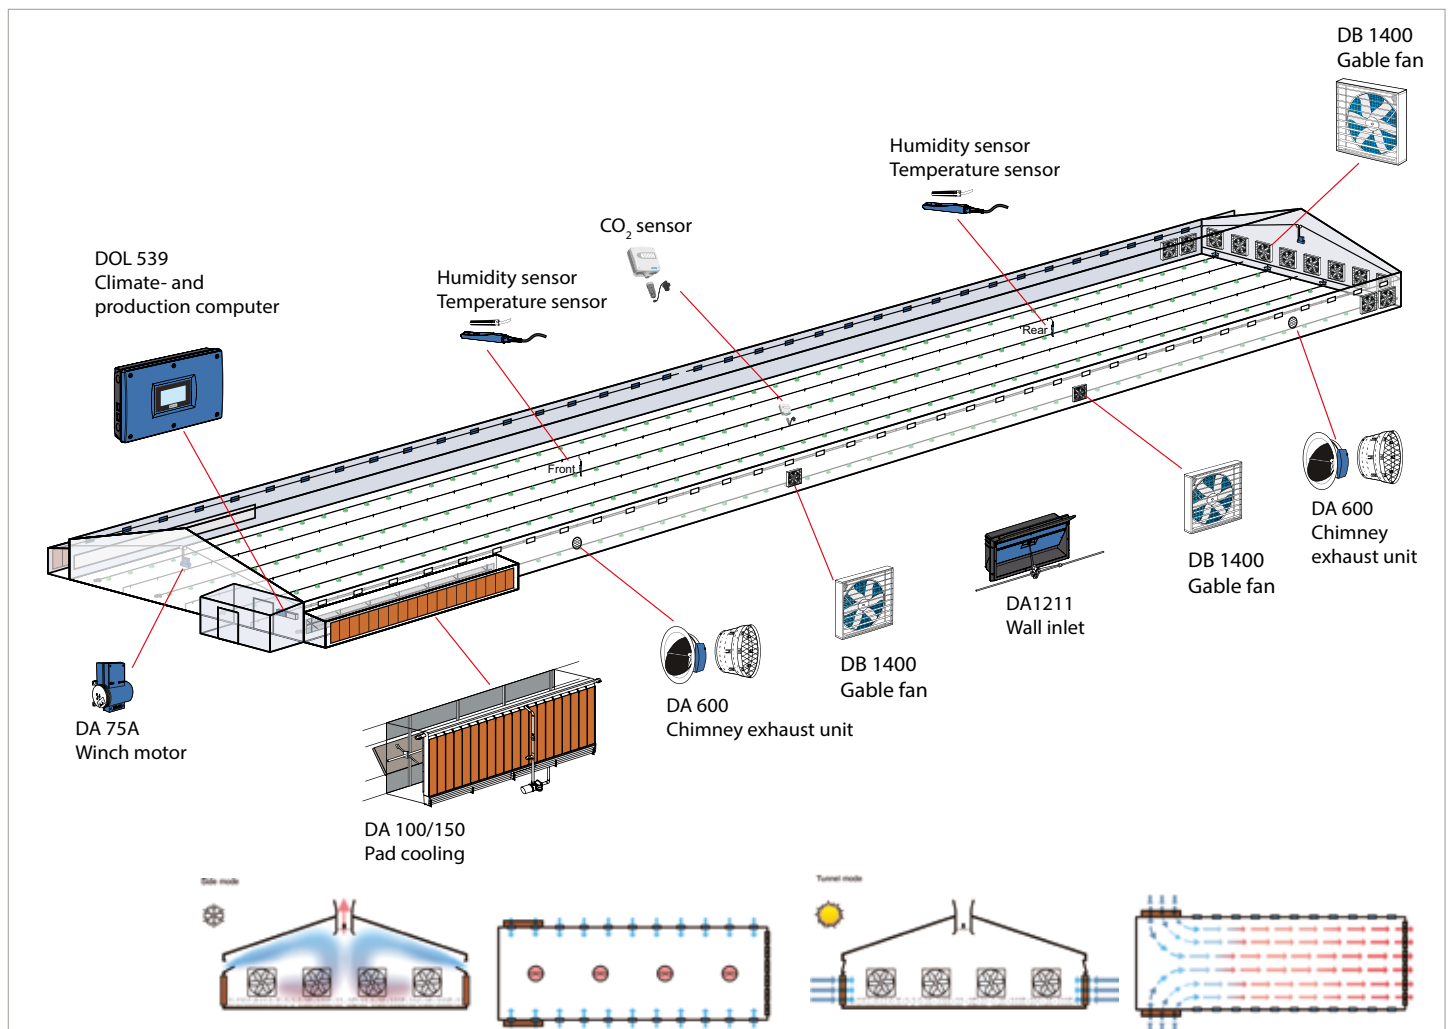 DB 1400
Gable fan
Humidity sensor
Temperature sensor
CO₂ sensor
DOL 539
Climate- and
production computer
Humidity sensor
Temperature sensor
Rear
Front
DA 600
Chimney
exhaust unit
DB 1400
Gable fan
DA1211
Wall inlet
DB 1400
Gable fan
DA 600
Chimney exhaust unit
DA 75A
Winch motor
DA 100/150
Pad cooling
Side mode
Tunnel mode